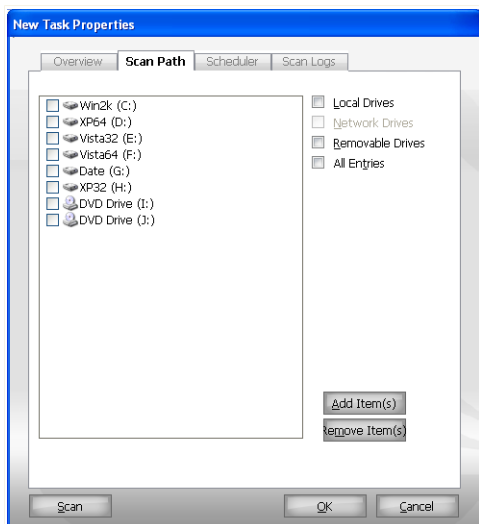 New Task Properties
Overview Scan Path Scheduler Scan Logs
Win2k (C:)
XP64 (D:)
Vista32 (E:)
Vista64 (F:)
Date (G:)
XP32 (H:)
DVD Drive (I:)
DVD Drive (J:)
Local Drives
Network Drives
Removable Drives
All Entries
Add Item(s)
Remove Item(s)
Scan OK Cancel